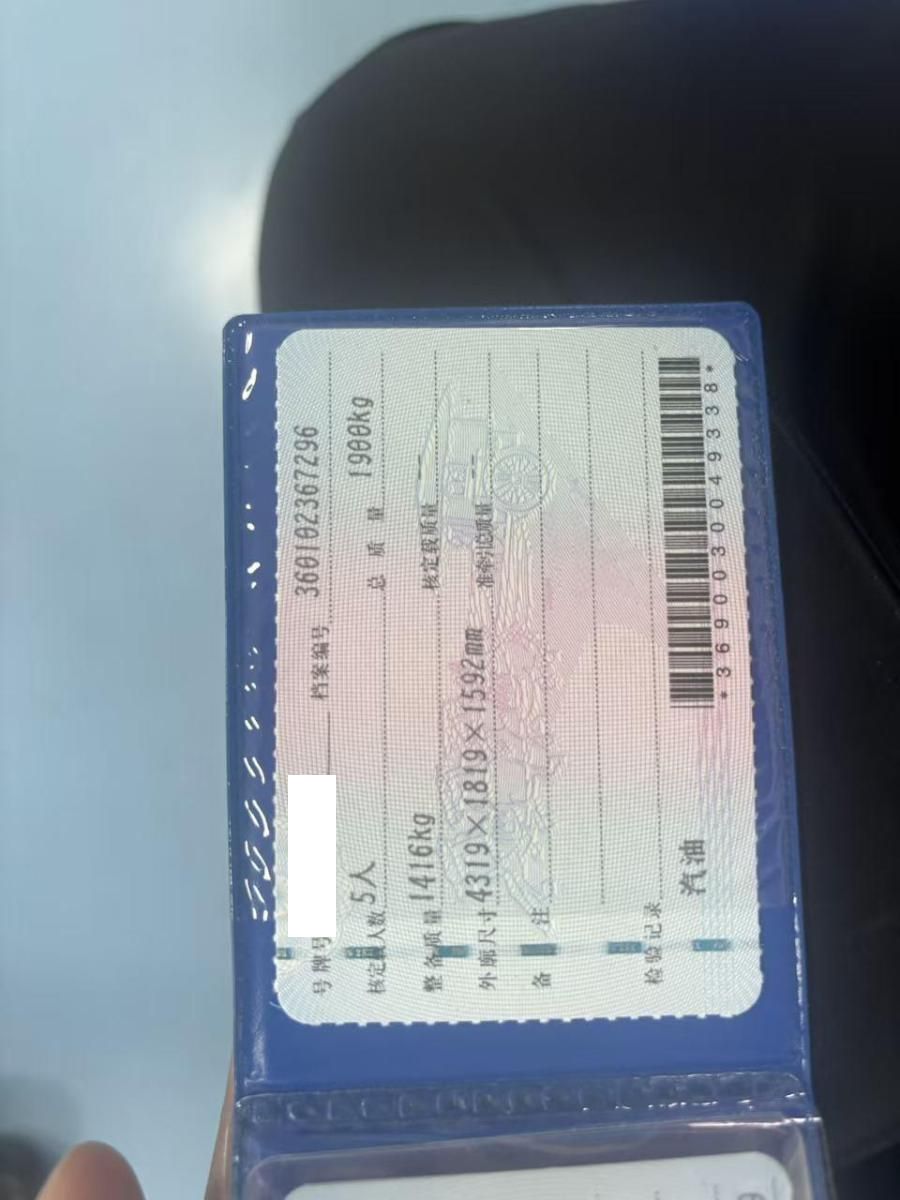 号牌号 档案编号 360102367296
核定载人数 5人 总 质 量 1900kg
整备质量 1416kg 核定载质量 --
外廓尺寸 4319×1819×1592mm 准牵引总质量 --
备 注
检验记录
汽油
*3690030049338*